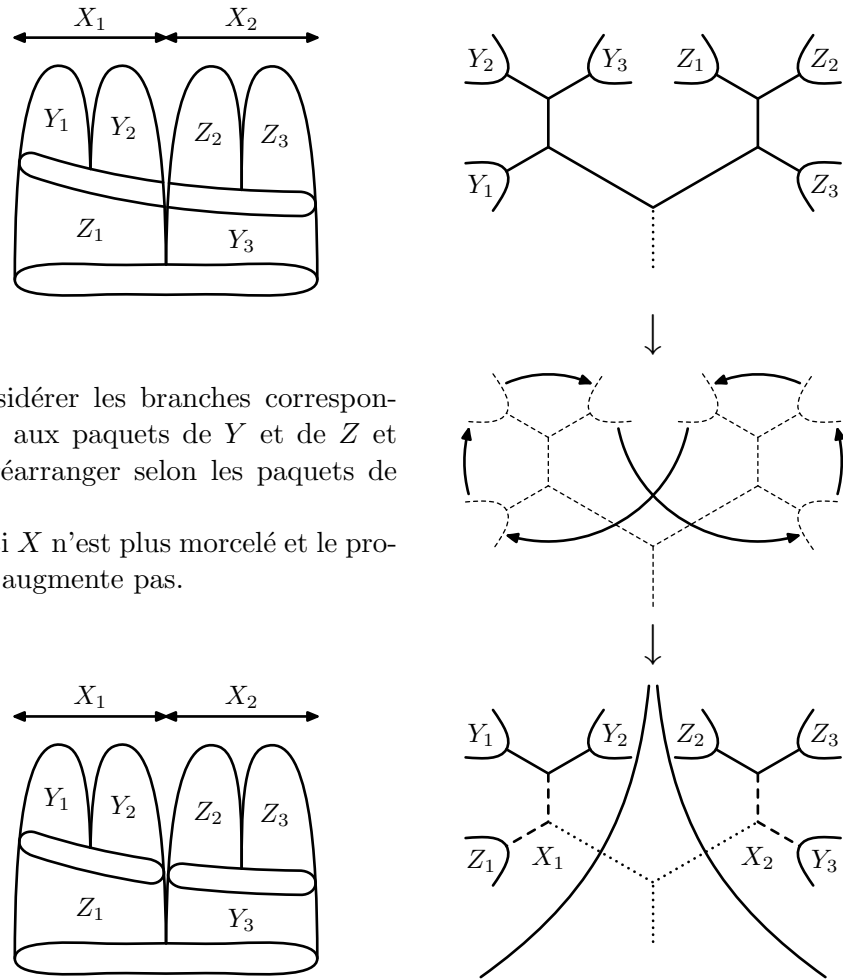 X₁ X₂
Y₁ Y₂ Z₂ Z₃
Z₁ Y₃
Y₂ Y₃ Z₁ Z₂
Y₁ Z₃
sidérer les branches correspon-
aux paquets de Y et de Z et
éarranger selon les paquets de
i X n'est plus morcelé et le pro-
augmente pas.
X₁ X₂
Y₁ Y₂ Z₂ Z₃
Z₁ Y₃
Y₁ Y₂ Z₂ Z₃
Z₁ X₁ X₂ Y₃